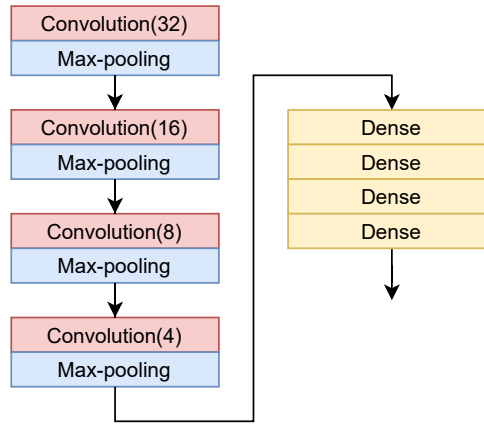 Convolution(32)
Max-pooling
Convolution(16)
Max-pooling
Convolution(8)
Max-pooling
Convolution(4)
Max-pooling
Dense
Dense
Dense
Dense